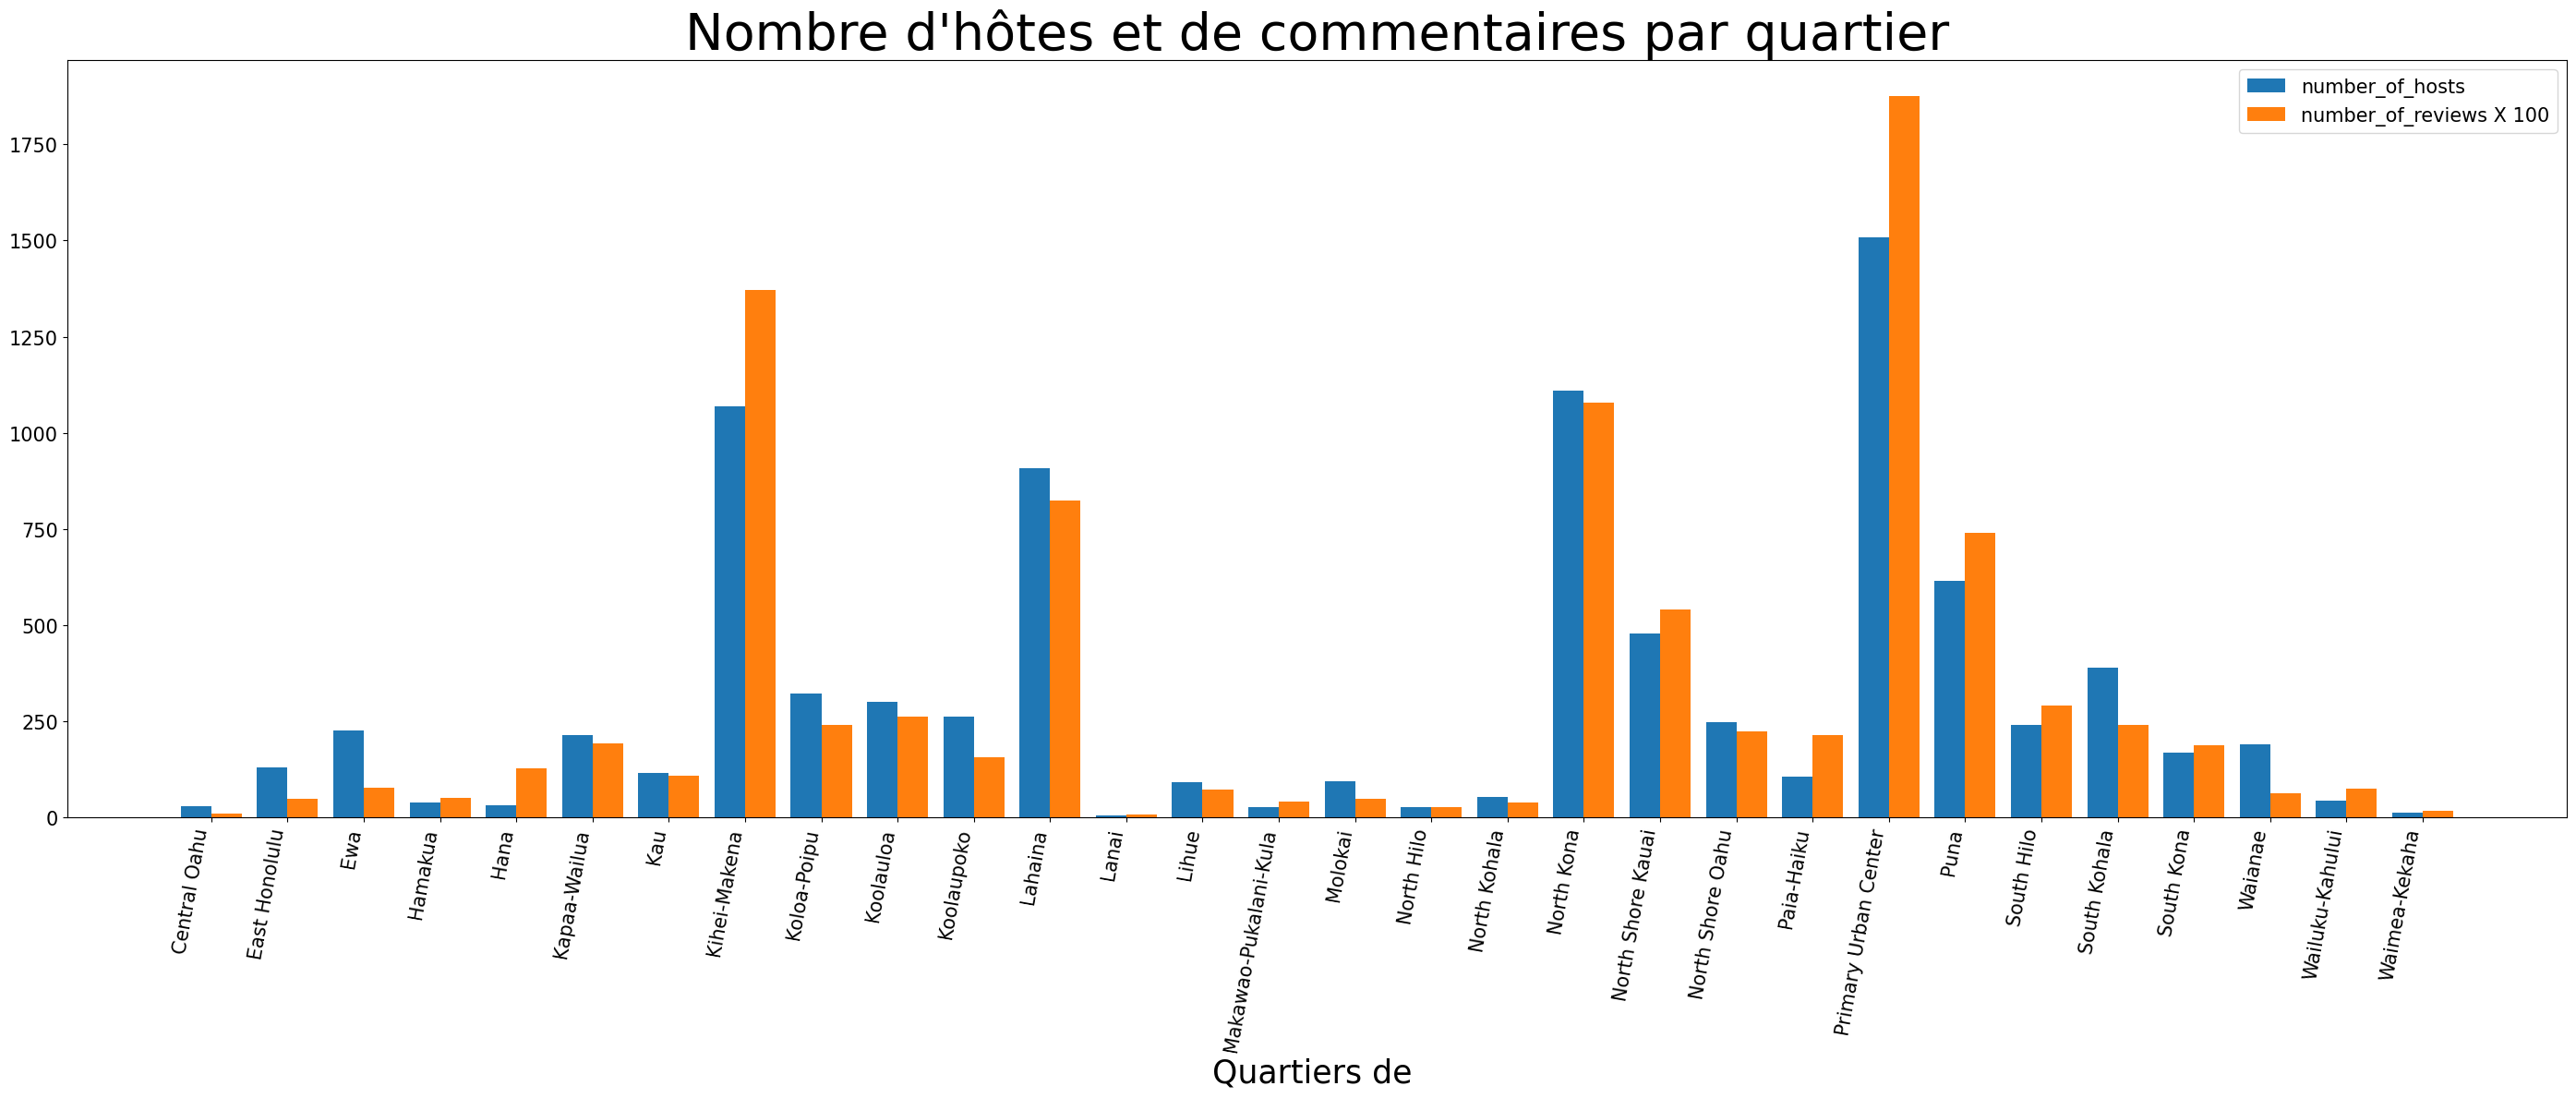 Nombre d'hôtes et de commentaires par quartier
number_of_hosts
number_of_reviews X 100
1750
1500
1250
1000
750
500
250
0
Central Oahu
East Honolulu
Ewa
Hamakua
Hana
Kapaa-Wailua
Kau
Kihei-Makena
Koloa-Poipu
Koolauloa
Koolaupoko
Lahaina
Lanai
Lihue
Makawao-Pukalani-Kula
Molokai
North Hilo
North Kohala
North Kona
North Shore Kauai
North Shore Oahu
Paia-Haiku
Primary Urban Center
Puna
South Hilo
South Kohala
South Kona
Waianae
Wailuku-Kahului
Waimea-Kekaha
Quartiers de